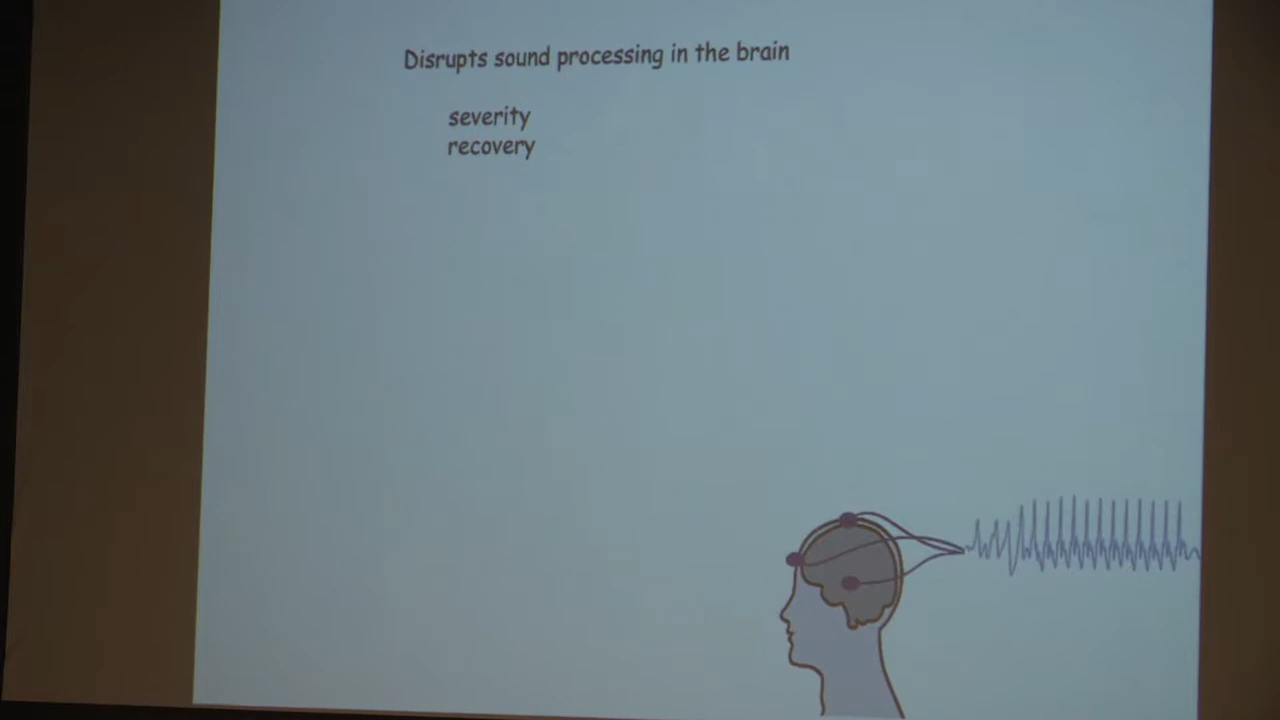 Disrupts sound processing in the brain
severity
recovery